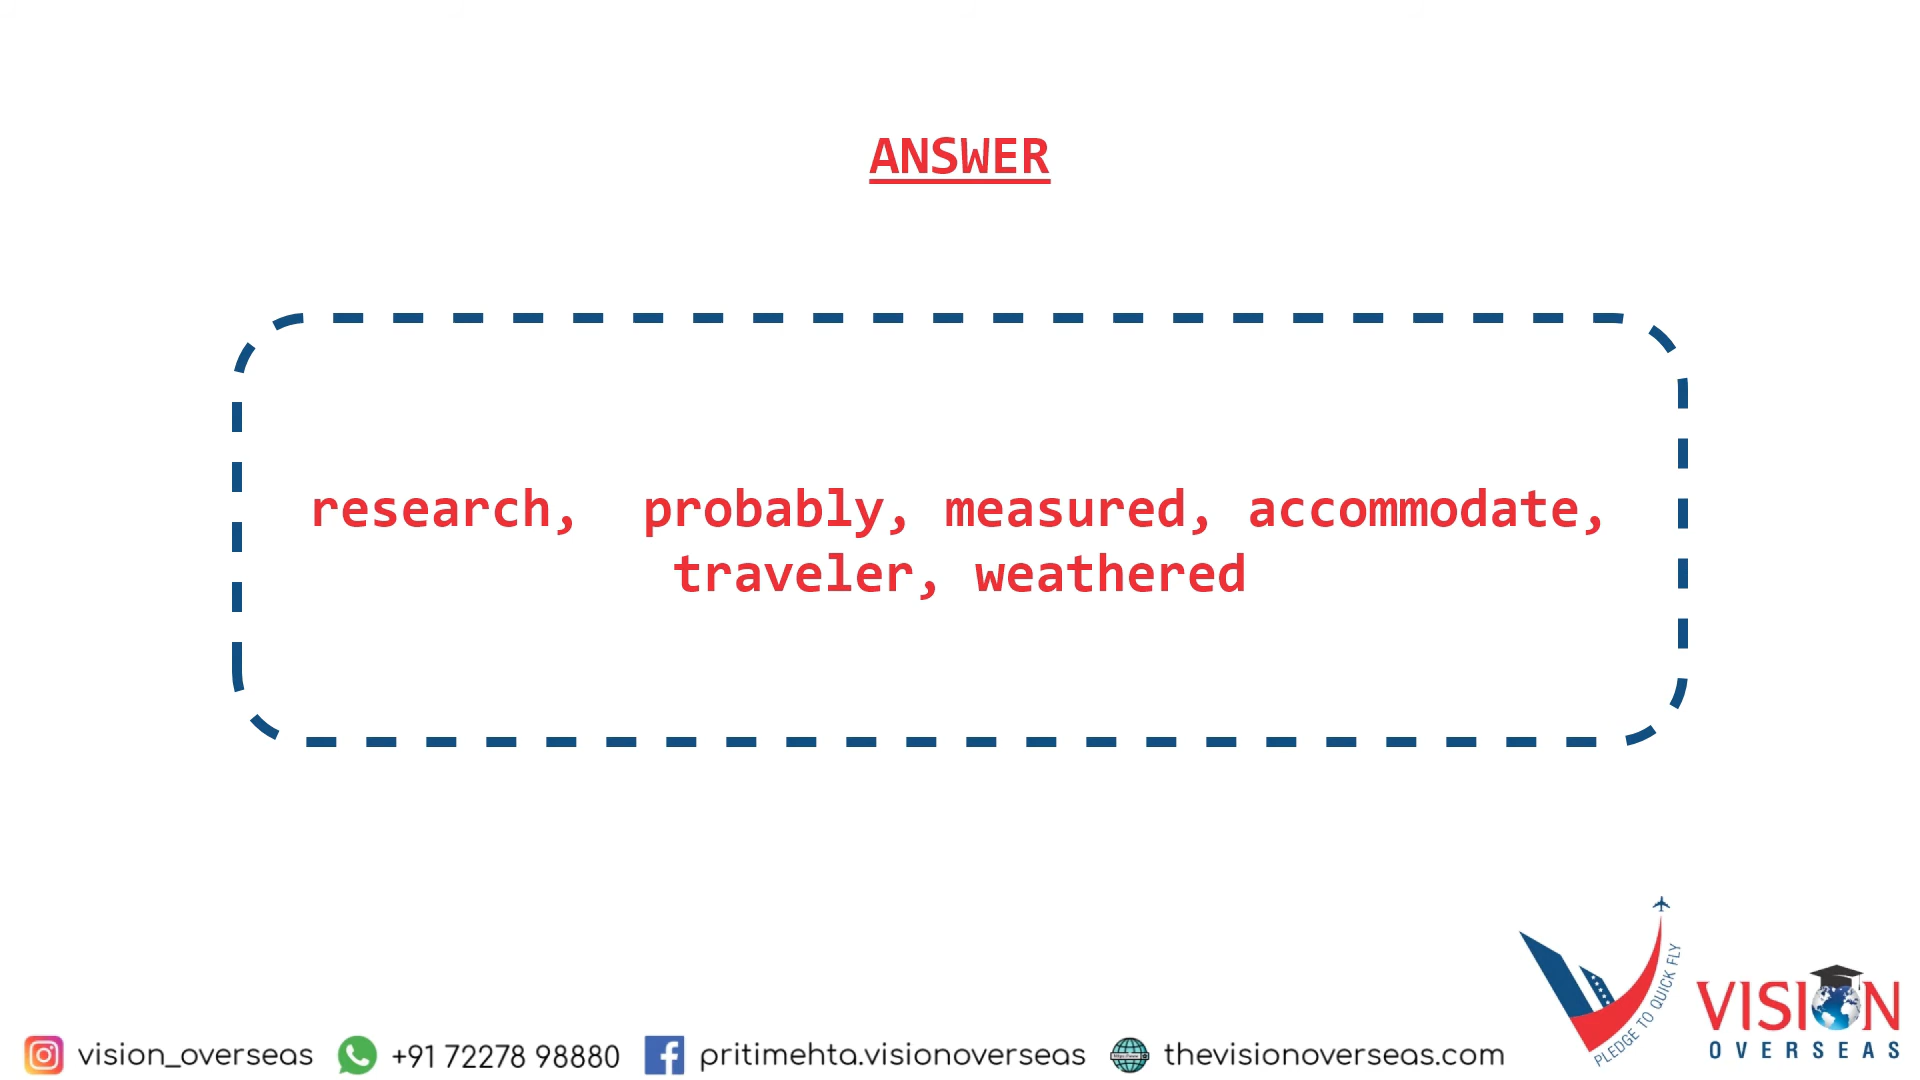 ANSWER
research, probably, measured, accommodate,
traveler, weathered
PLEDGE TO QUICK FLY
VISION
OVERSEAS
vision_overseas +91 72278 98880 pritimehta.visionoverseas thevisionoverseas.com